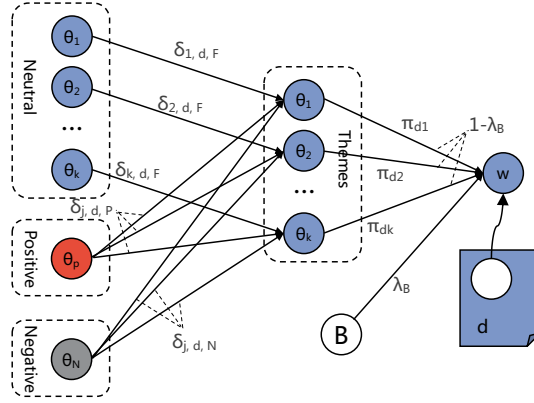 Neutral
θ1
θ2
...
θk
Positive
θP
Negative
θN
δ1, d, F
δ2, d, F
δk, d, F
δj, d, P
δj, d, N
Themes
θ1
θ2
...
θk
πd1
πd2
πdk
1-λB
λB
B
w
d